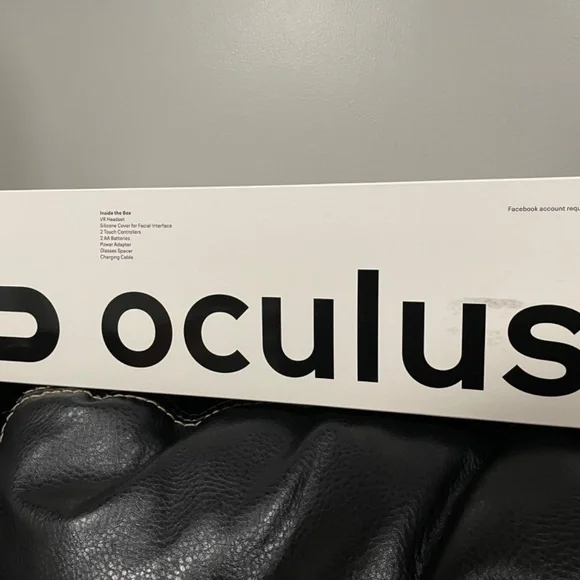 Inside the Box
VR Headset
Silicone Cover for Facial Interface
2 Touch Controllers
2 AA Batteries
Power Adapter
Glasses Spacer
Charging Cable
Facebook account requ
oculus